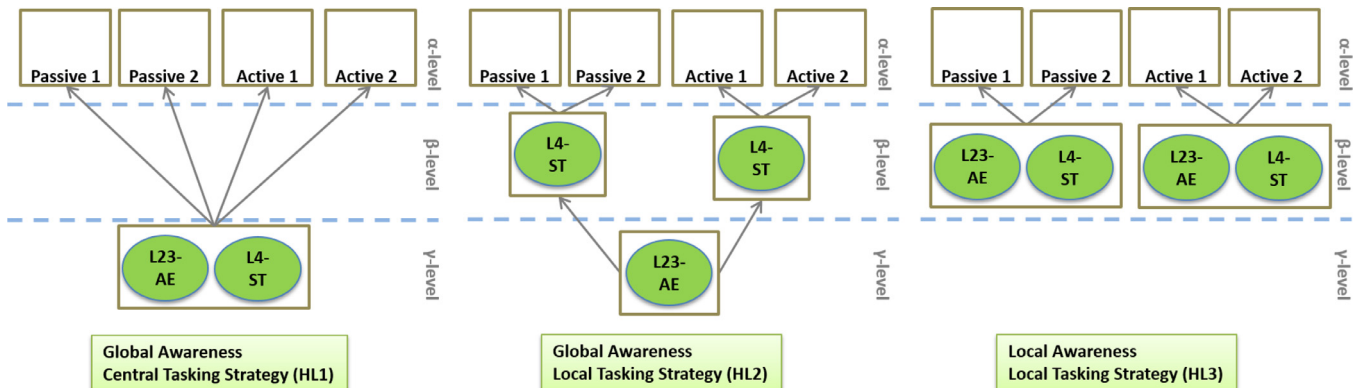 Passive 1
Passive 2
Active 1
Active 2
α-level
β-level
L23-
AE
L4-
ST
γ-level
Global Awareness
Central Tasking Strategy (HL1)
Passive 1
Passive 2
Active 1
Active 2
α-level
L4-
ST
L4-
ST
β-level
L23-
AE
γ-level
Global Awareness
Local Tasking Strategy (HL2)
Passive 1
Passive 2
Active 1
Active 2
α-level
L23-
AE
L4-
ST
L23-
AE
L4-
ST
β-level
γ-level
Local Awareness
Local Tasking Strategy (HL3)